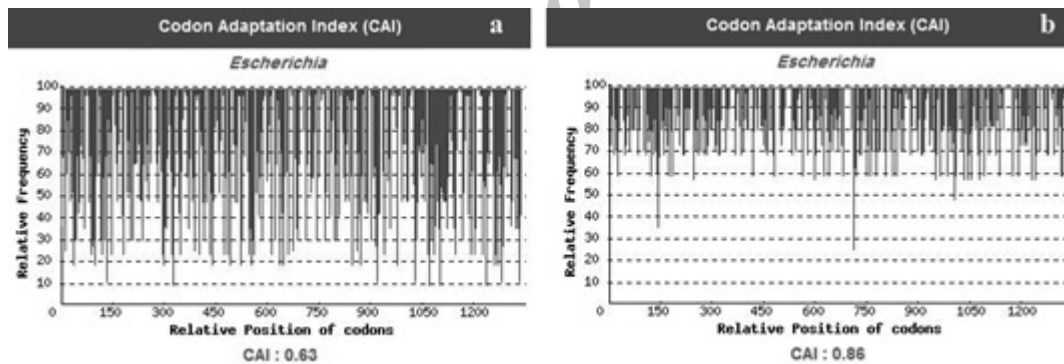 Codon Adaptation Index (CAI) a
Escherichia
100
90
80
70
60
50
40
30
20
10
Relative Frequency
0 150 300 450 600 750 900 1050 1200
Relative Position of codons
CAI : 0.63
Codon Adaptation Index (CAI) b
Escherichia
100
90
80
70
60
50
40
30
20
10
Relative Frequency
0 150 300 450 600 750 900 1050 1200
Relative Position of codons
CAI : 0.86